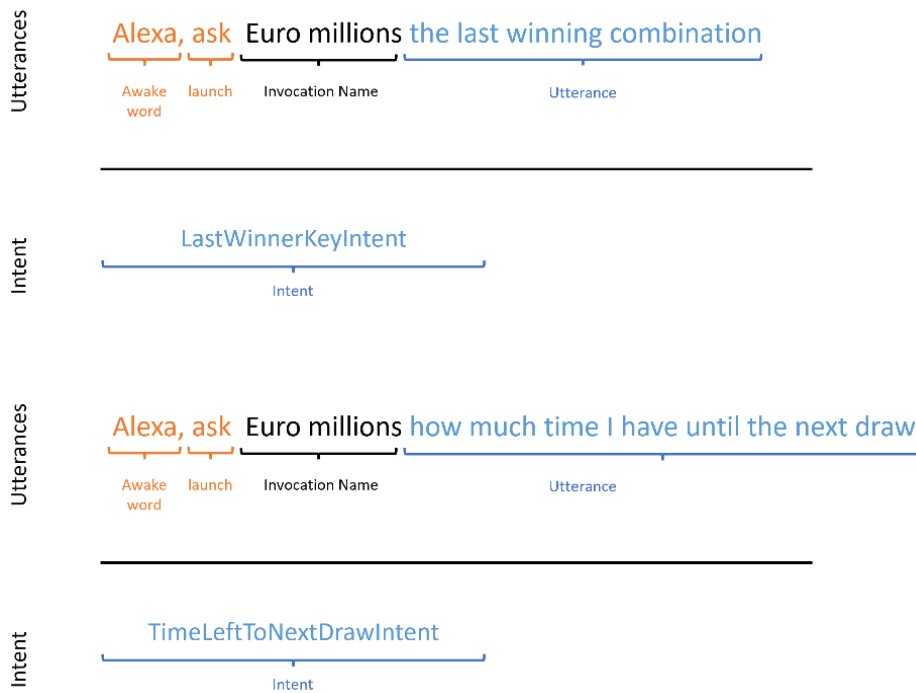 Utterances
Alexa, ask Euro millions the last winning combination
Awake word
launch
Invocation Name
Utterance
Intent
LastWinnerKeyIntent
Intent
Utterances
Alexa, ask Euro millions how much time I have until the next draw
Awake word
launch
Invocation Name
Utterance
Intent
TimeLeftToNextDrawIntent
Intent